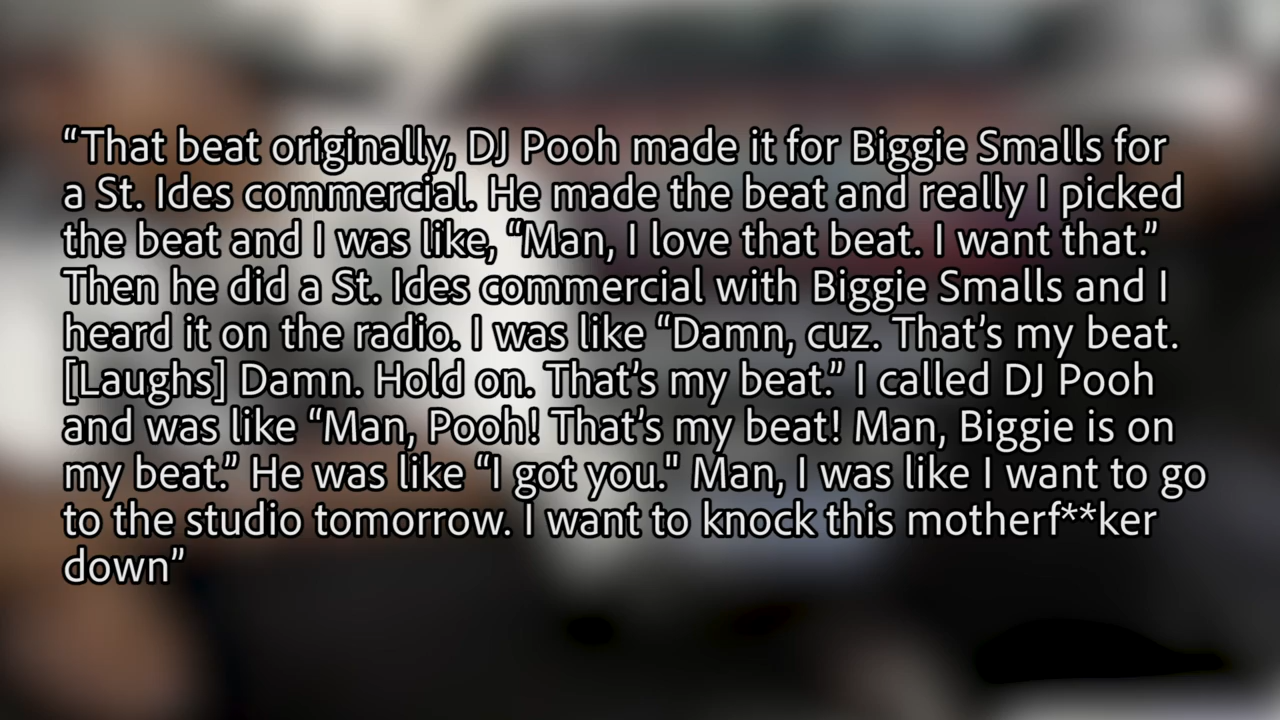 “That beat originally, DJ Pooh made it for Biggie Smalls for
a St. Ides commercial. He made the beat and really I picked
the beat and I was like, “Man, I love that beat. I want that.”
Then he did a St. Ides commercial with Biggie Smalls and I
heard it on the radio. I was like “Damn, cuz. That’s my beat.
[Laughs] Damn. Hold on. That’s my beat.” I called DJ Pooh
and was like “Man, Pooh! That’s my beat! Man, Biggie is on
my beat.” He was like “I got you." Man, I was like I want to go
to the studio tomorrow. I want to knock this motherf**ker
down”